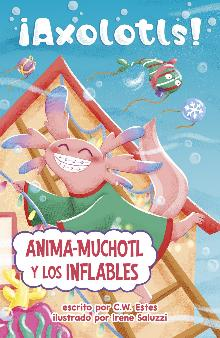 ¡Axolotls!
ANIMA-MUCHOTL
Y LOS INFLABLES
escrito por C.W. Estes
ilustrado por Irene Saluzzi